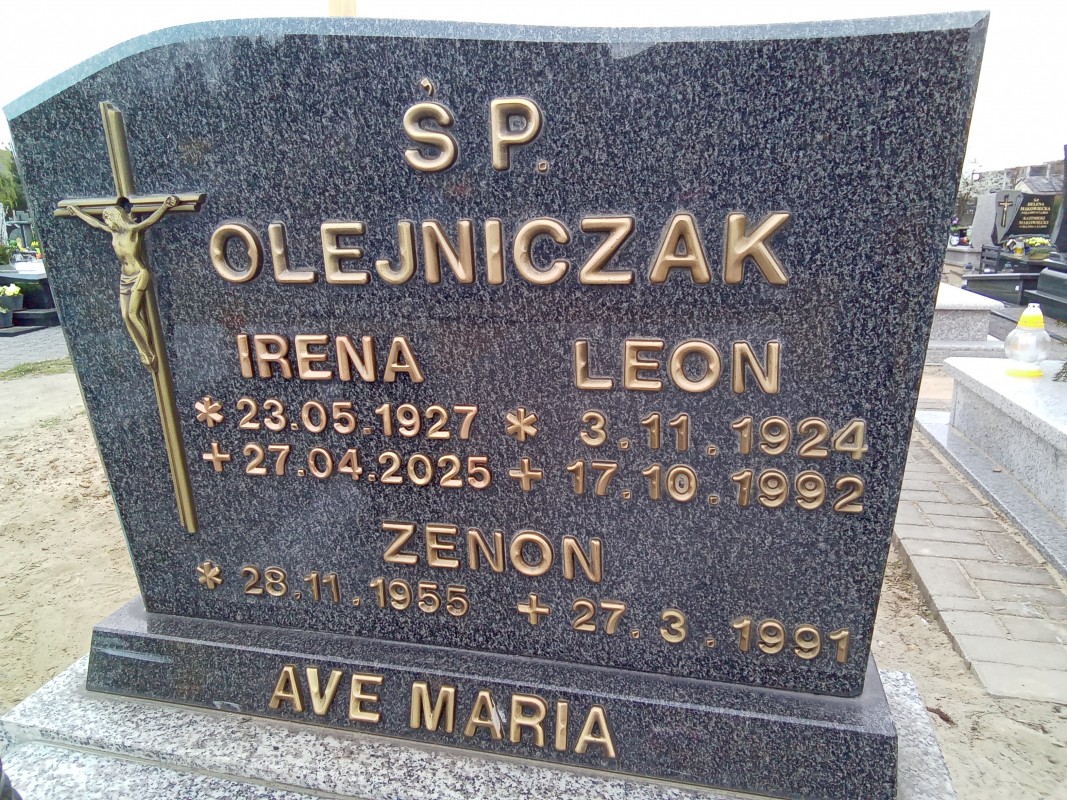 Ś P.
OLEJNICZAK
IRENA LEON
* 23.05.1927 * 3.11.1924
+ 27.04.2025 + 17.10.1992
ZENON
* 28.11.1955 + 27.3.1991
AVE MARIA